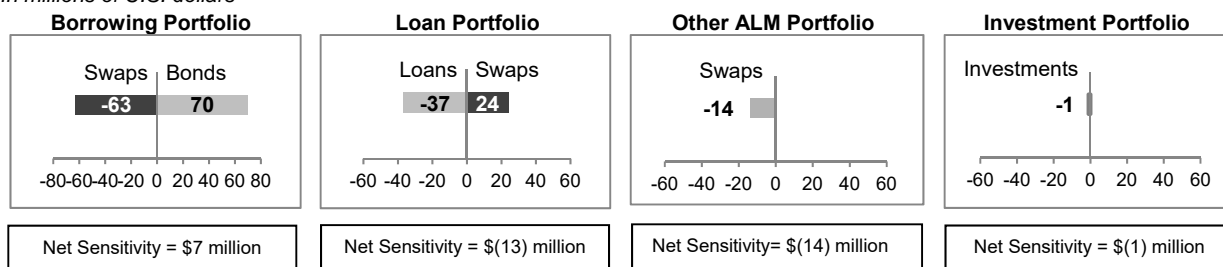 In millions of U.S. dollars
Borrowing Portfolio
Swaps Bonds
-63 70
-80-60-40-20 0 20 40 60 80
Net Sensitivity = $7 million
Loan Portfolio
Loans Swaps
-37 24
-60 -40 -20 0 20 40 60
Net Sensitivity = $(13) million
Other ALM Portfolio
Swaps
-14
-60 -40 -20 0 20 40 60
Net Sensitivity= $(14) million
Investment Portfolio
Investments
-1
-60 -40 -20 0 20 40 60
Net Sensitivity = $(1) million